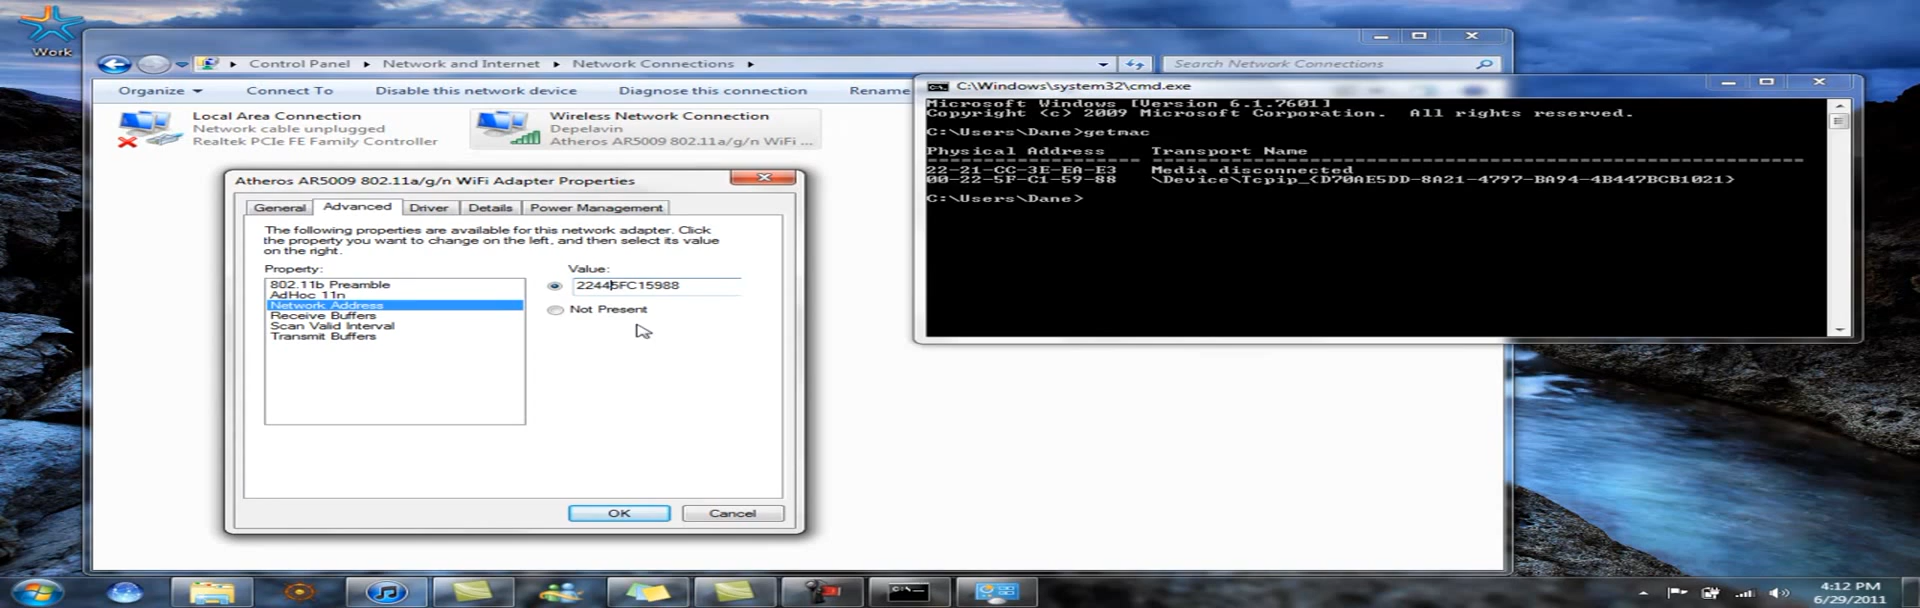 Work
Control Panel
Network and Internet
Network Connections
Search Network Connections
Organize
Connect To
Disable this network device
Diagnose this connection
Rename
Local Area Connection
Network cable unplugged
Realtek PCIe FE Family Controller
Wireless Network Connection
Depelavin
Atheros AR5009 802.11a/g/n WiFi ...
Atheros AR5009 802.11a/g/n WiFi Adapter Properties
General
Advanced
Driver
Details
Power Management
The following properties are available for this network adapter. Click
the property you want to change on the left, and then select its value
on the right.
Property:
802.11b Preamble
AdHoc 11n
Network Address
Receive Buffers
Scan Valid Interval
Transmit Buffers
Value:
22445FC15988
Not Present
OK
Cancel
C:\Windows\system32\cmd.exe
Microsoft Windows [Version 6.1.7601]
Copyright (c) 2009 Microsoft Corporation.  All rights reserved.
C:\Users\Dane>getmac
Physical Address    Transport Name
=================== ==========================================================
22-21-CC-3E-EA-E3   Media disconnected
00-22-5F-C1-59-88   \Device\Tcpip_{D70AE5DD-8A21-4797-BA94-4B447BCB1021}
C:\Users\Dane>
4:12 PM
6/29/2011